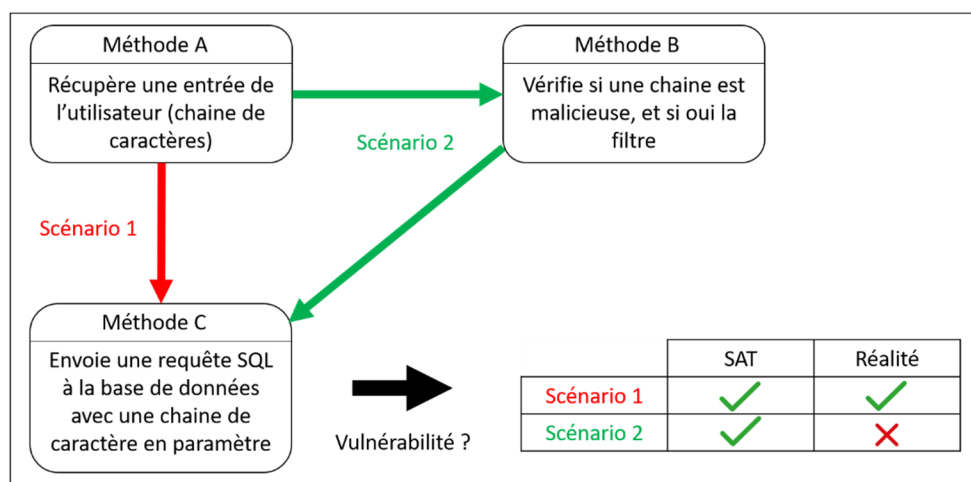 Méthode A
Récupère une entrée de
l'utilisateur (chaine de
caractères)
Méthode B
Vérifie si une chaine est
malicieuse, et si oui la
filtre
Scénario 2
Scénario 1
Méthode C
Envoie une requête SQL
à la base de données
avec une chaine de
caractère en paramètre
Vulnérabilité ?
SAT Réalité
Scénario 1
Scénario 2